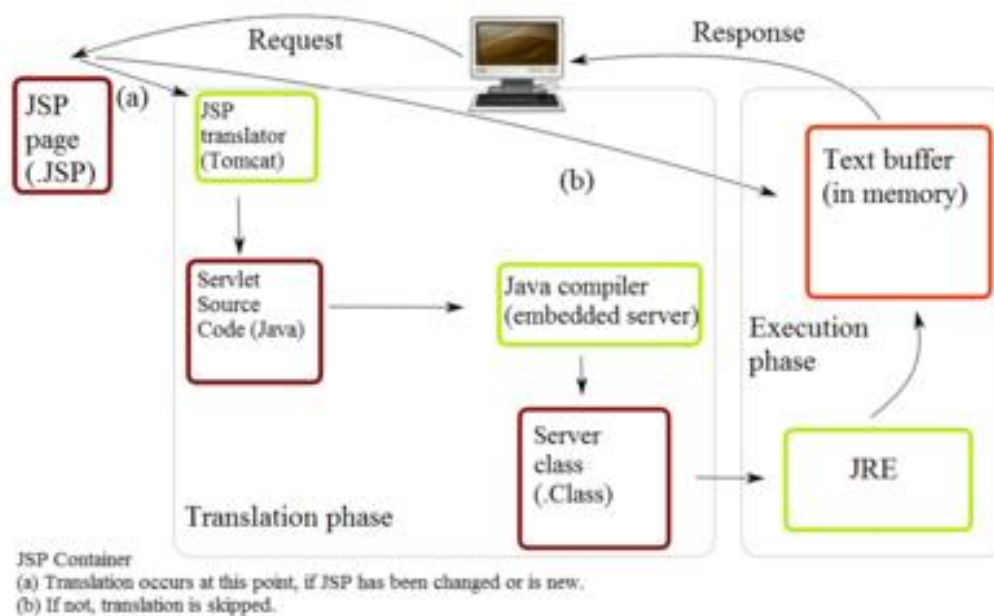 Request
Response
JSP
page
(.JSP)
(a)
JSP
translator
(Tomcat)
(b)
Text buffer
(in memory)
Servlet
Source
Code (Java)
Java compiler
(embedded server)
Execution
phase
Server
class
(.Class)
JRE
Translation phase
JSP Container
(a) Translation occurs at this point, if JSP has been changed or is new.
(b) If not, translation is skipped.